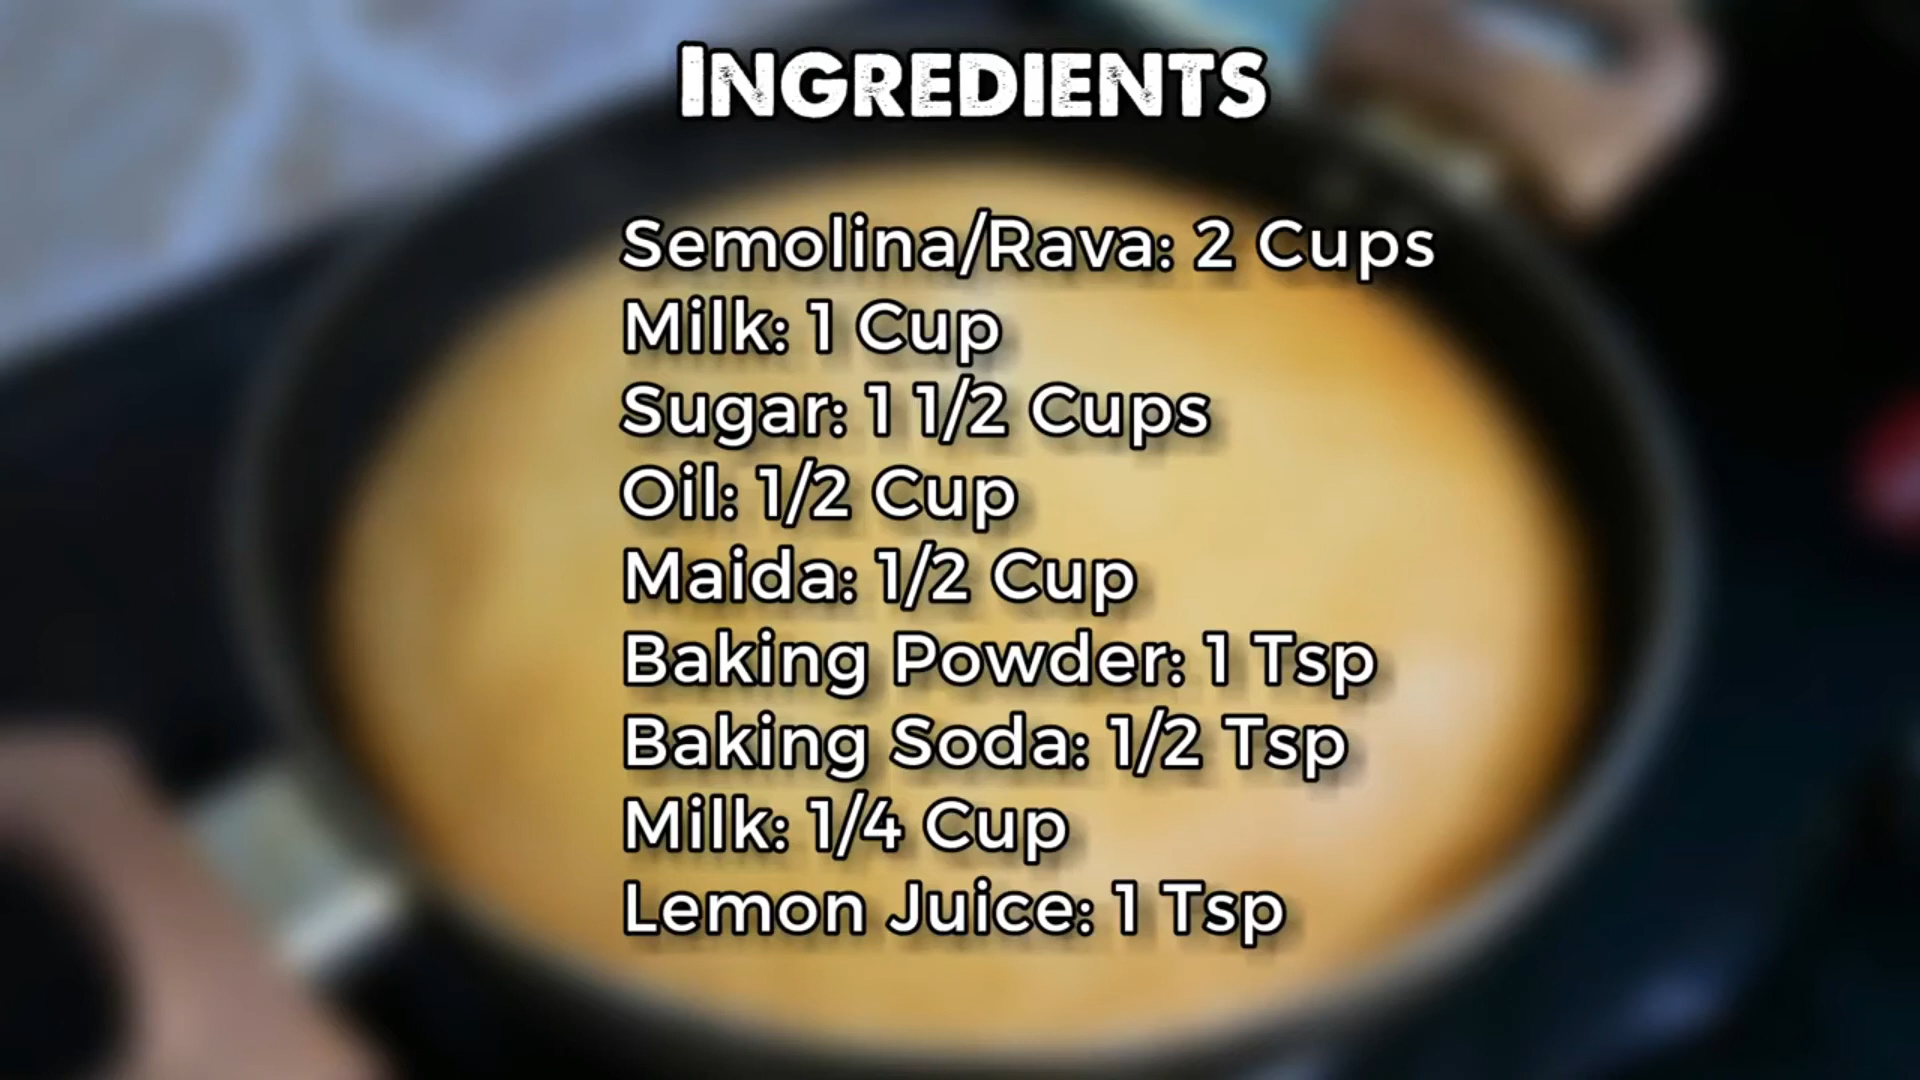 INGREDIENTS
Semolina/Rava: 2 Cups
Milk: 1 Cup
Sugar: 1 1/2 Cups
Oil: 1/2 Cup
Maida: 1/2 Cup
Baking Powder: 1 Tsp
Baking Soda: 1/2 Tsp
Milk: 1/4 Cup
Lemon Juice: 1 Tsp